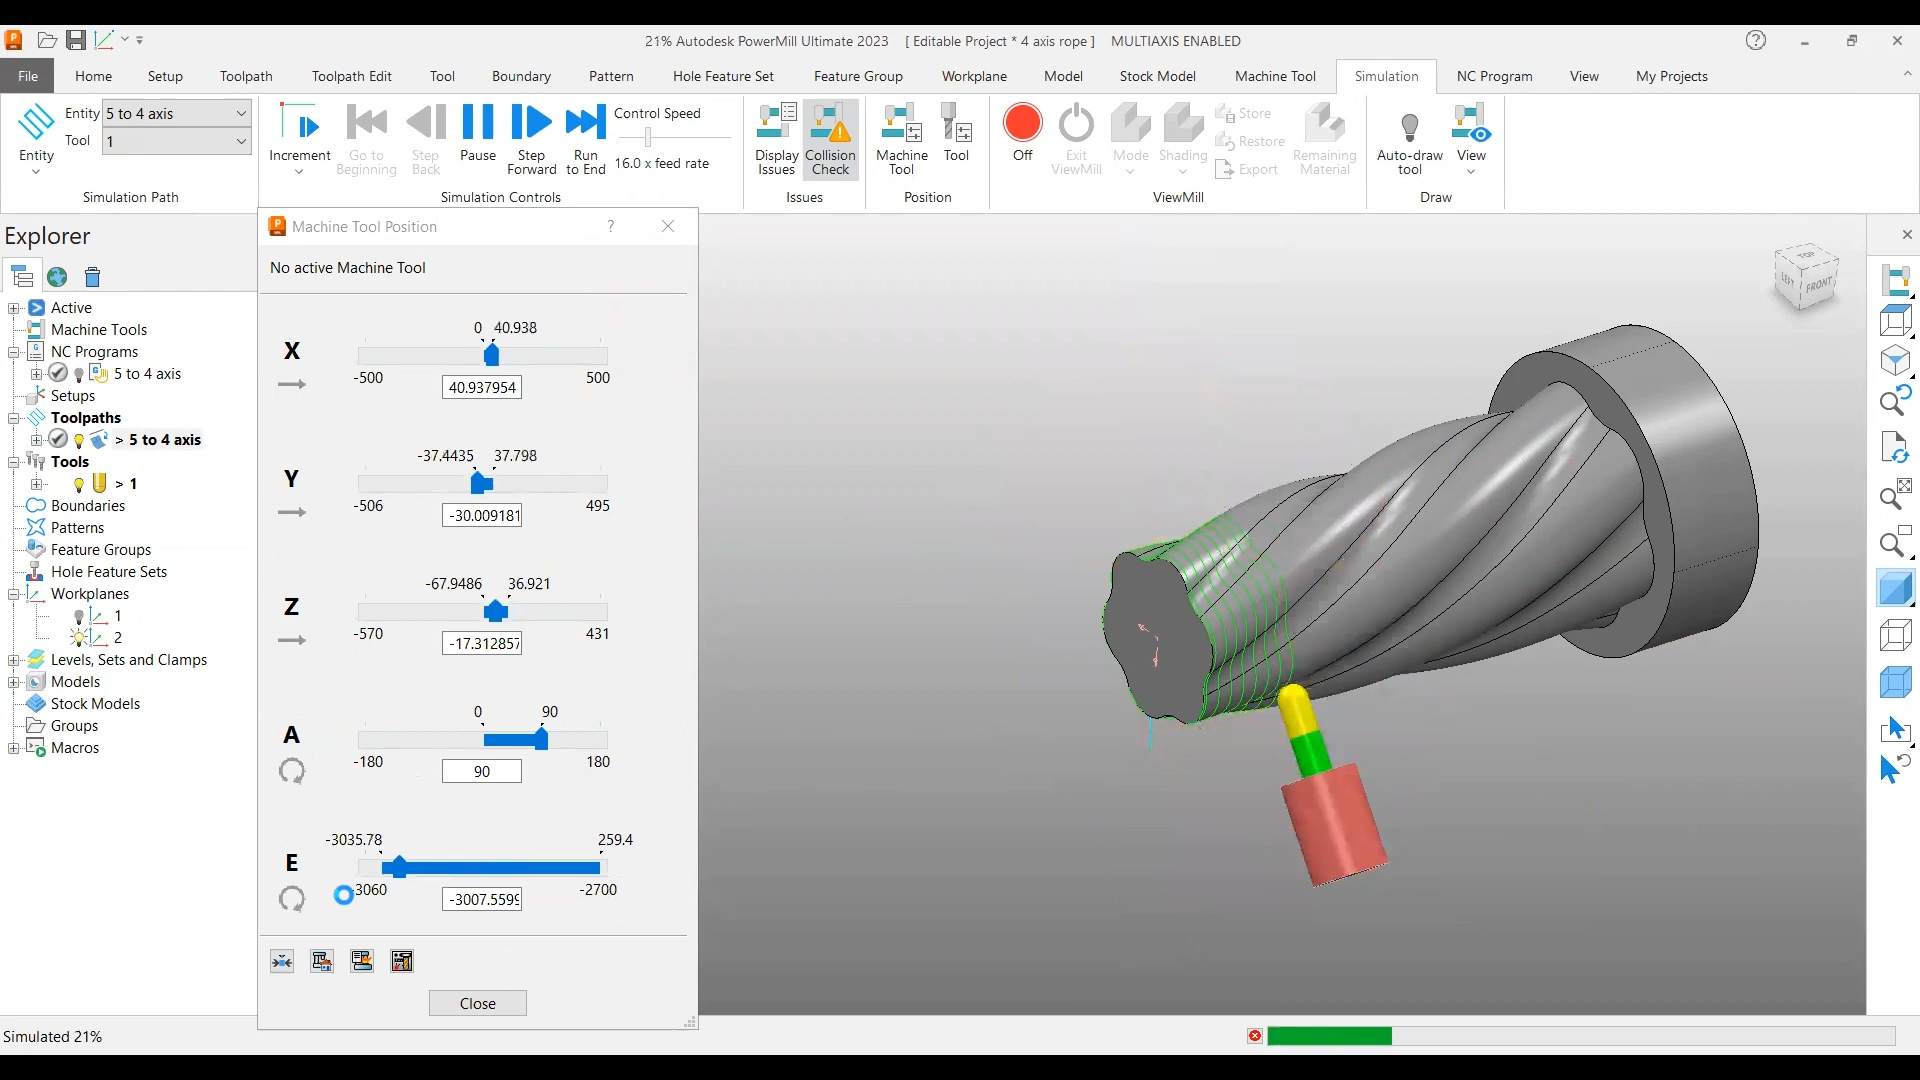 21% Autodesk PowerMill Ultimate 2023 [ Editable Project * 4 axis rope ] MULTIAXIS ENABLED
File Home Setup Toolpath Toolpath Edit Tool Boundary Pattern Hole Feature Set Feature Group Workplane Model Stock Model Machine Tool Simulation NC Program View My Projects
Entity 5 to 4 axis
Tool 1
Entity
Simulation Path
Increment
Go to Beginning
Step Back
Pause
Step Forward
Run to End
Control Speed
16.0 x feed rate
Simulation Controls
Display Issues
Collision Check
Issues
Machine Tool
Tool
Position
Off
Exit ViewMill
Mode
Shading
Store
Restore
Export
Remaining Material
ViewMill
Auto-draw tool
View
Draw
Explorer
Active
Machine Tools
NC Programs
5 to 4 axis
Setups
Toolpaths
> 5 to 4 axis
Tools
> 1
Boundaries
Patterns
Feature Groups
Hole Feature Sets
Workplanes
1
2
Levels, Sets and Clamps
Models
Stock Models
Groups
Macros
Machine Tool Position ?
No active Machine Tool
0 40.938
X
-500 500
40.937954
-37.4435 37.798
Y
-506 495
-30.009181
-67.9486 36.921
Z
-570 431
-17.312857
0 90
A
-180 180
90
-3035.78 259.4
E
3060 -2700
-3007.5599
Close
TOP
LEFT
FRONT
Simulated 21%